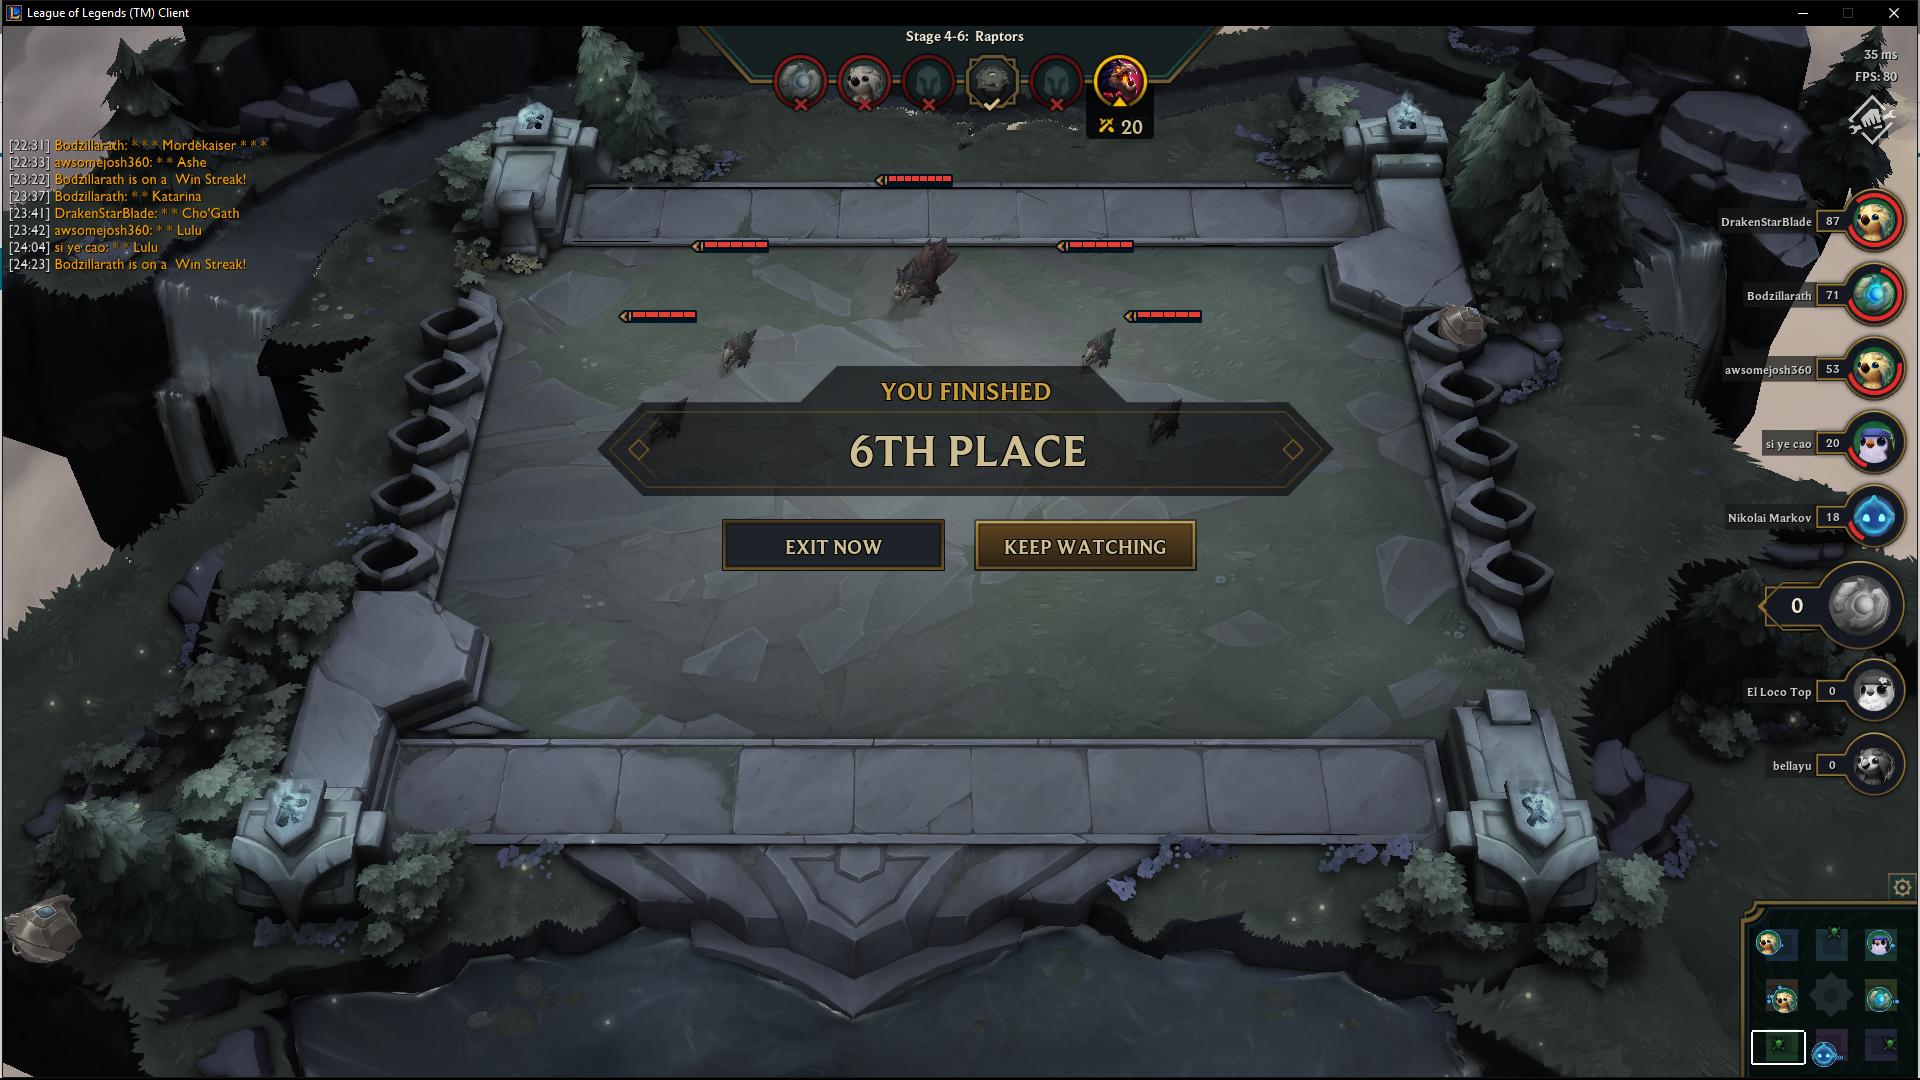 League of Legends (TM) Client
Stage 4-6: Raptors
35 ms
FPS: 80
20
[22:31] Bodzillarath: * * * Mordekaiser * * *
[22:33] awsomejosh360: * * Ashe
[23:22] Bodzillarath is on a Win Streak!
[23:37] Bodzillarath: * * Katarina
[23:41] DrakenStarBlade: * * Cho'Gath
[23:42] awsomejosh360: * * Lulu
[24:04] si ye cao: * * Lulu
[24:23] Bodzillarath is on a Win Streak!
DrakenStarBlade 87
Bodzillarath 71
awsomejosh360 53
si ye cao 20
Nikolai Markov 18
0
El Loco Top 0
bellayu 0
YOU FINISHED
6TH PLACE
EXIT NOW
KEEP WATCHING